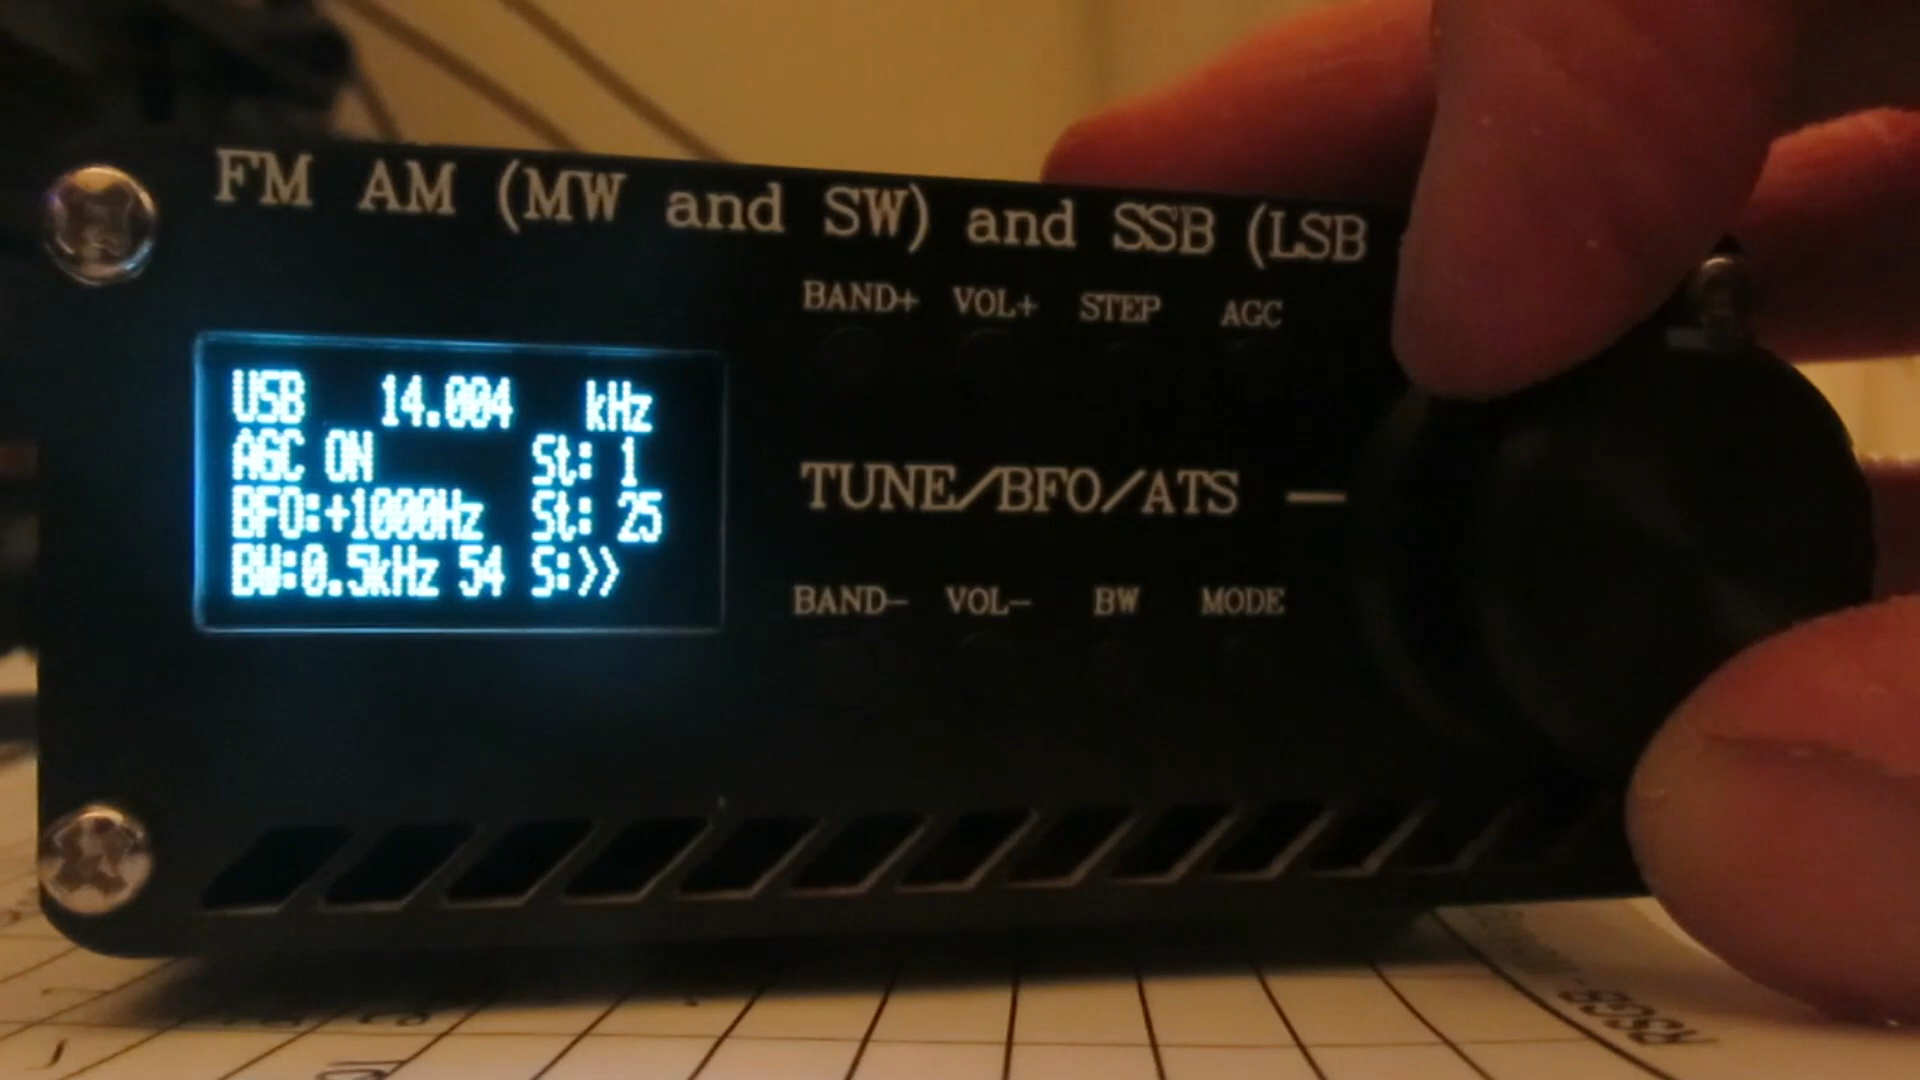 FM AM (MW and SW) and SSB (LSB
BAND+ VOL+ STEP AGC
USB 14.004 kHz
AGC ON St: 1
BFO:+1000Hz St: 25
BW:0.5kHz 54 S:>>
TUNE/BFO/ATS —
BAND- VOL- BW MODE